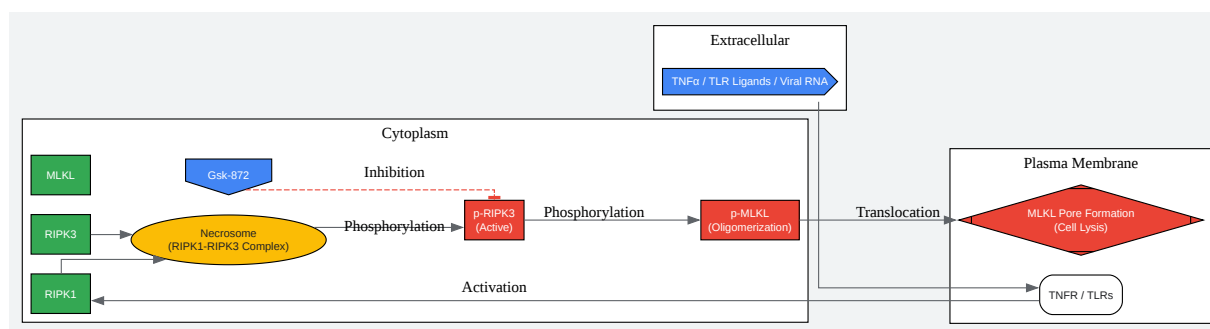 Extracellular
TNFα / TLR Ligands / Viral RNA
Cytoplasm
MLKL
Gsk-872
Inhibition
RIPK3
Necrosome
(RIPK1-RIPK3 Complex)
Phosphorylation
p-RIPK3
(Active)
Phosphorylation
p-MLKL
(Oligomerization)
Translocation
RIPK1
Activation
Plasma Membrane
MLKL Pore Formation
(Cell Lysis)
TNFR / TLRs